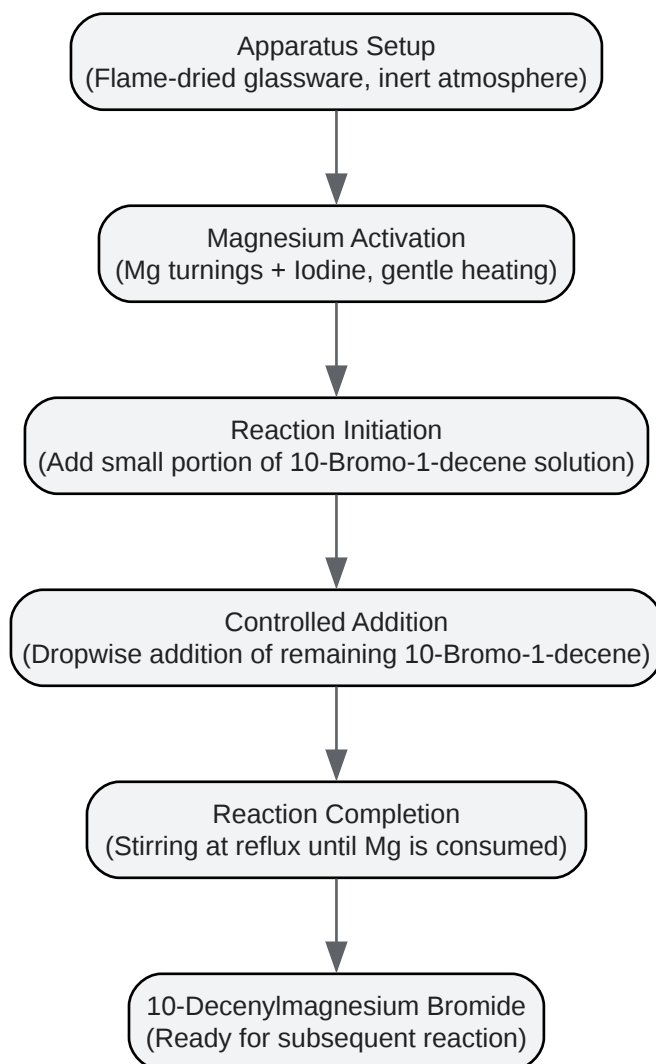 Apparatus Setup
(Flame-dried glassware, inert atmosphere)
Magnesium Activation
(Mg turnings + Iodine, gentle heating)
Reaction Initiation
(Add small portion of 10-Bromo-1-decene solution)
Controlled Addition
(Dropwise addition of remaining 10-Bromo-1-decene)
Reaction Completion
(Stirring at reflux until Mg is consumed)
10-Decenylmagnesium Bromide
(Ready for subsequent reaction)